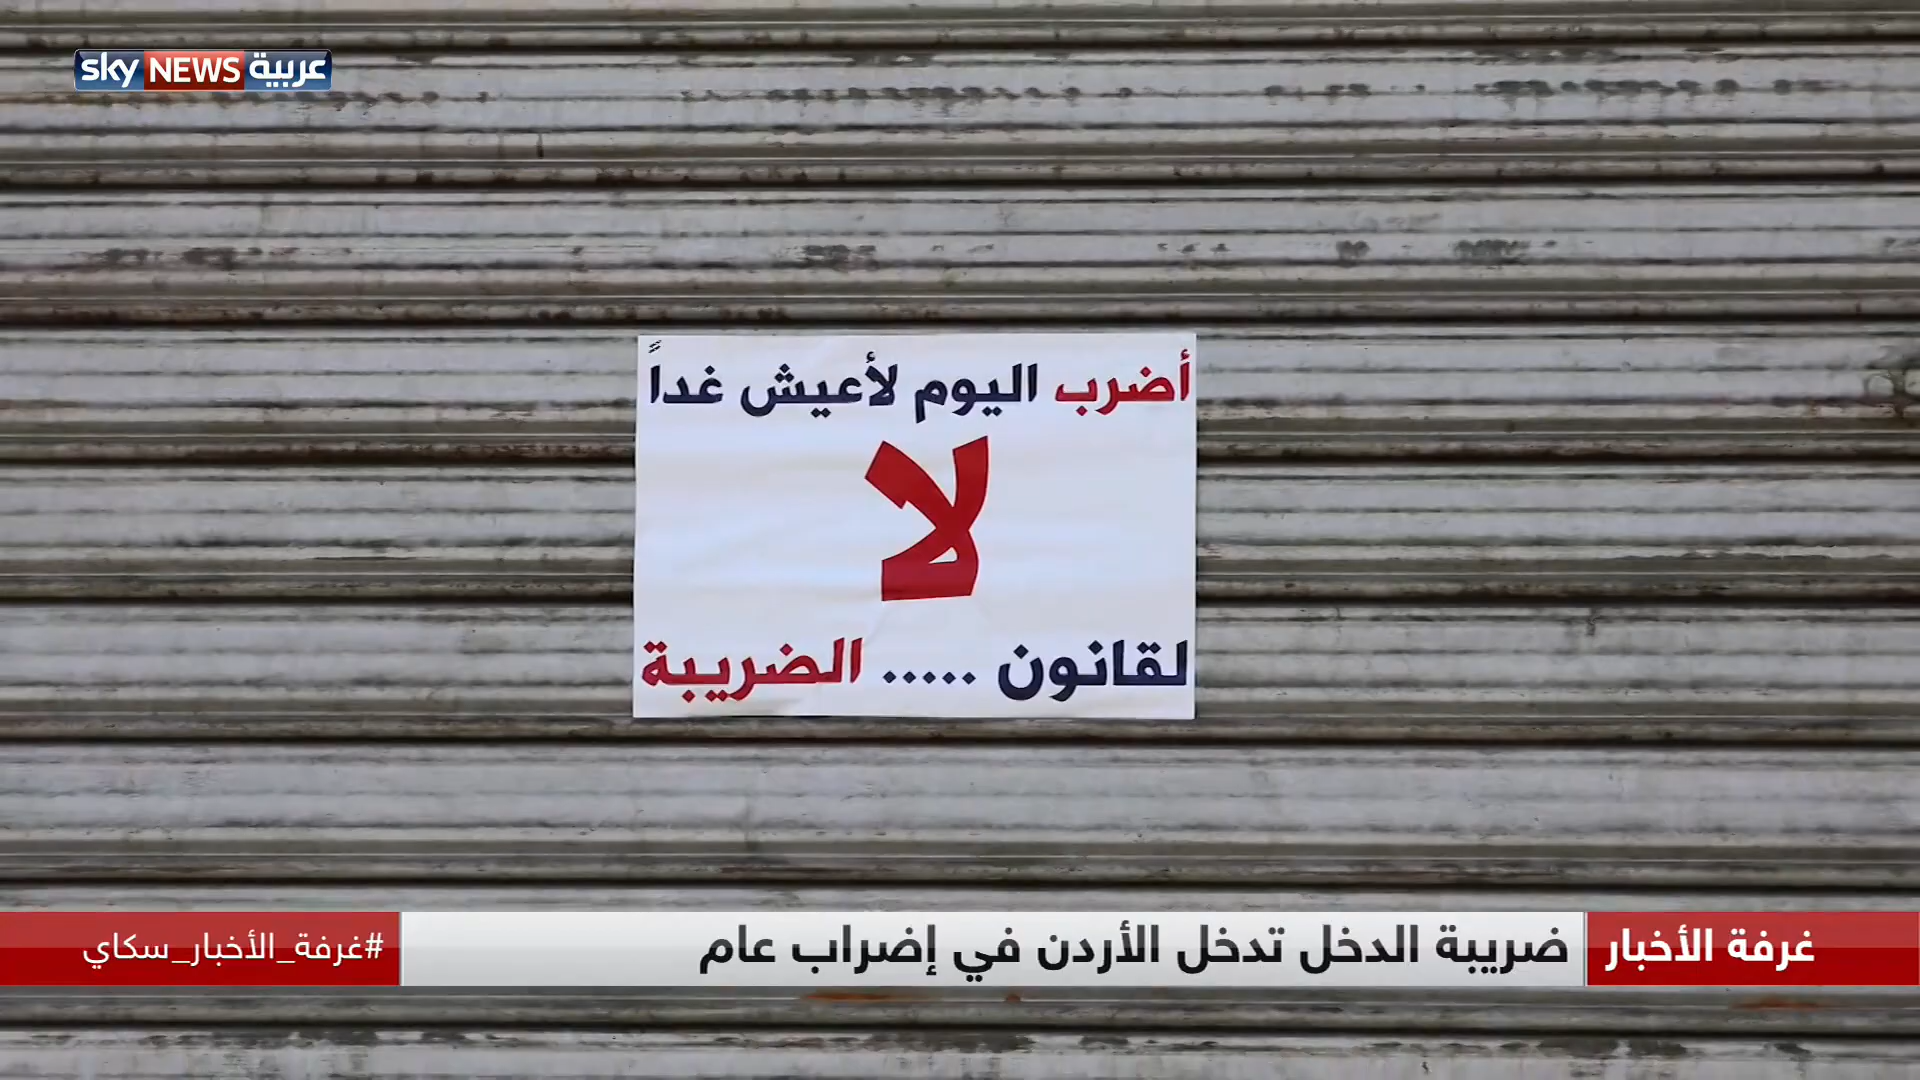 sky NEWS عربية
أضرب اليوم لأعيش غداً
لا
لقانون ..... الضريبة
غرفة الأخبار
ضريبة الدخل تدخل الأردن في إضراب عام
#غرفة_الأخبار_سكاي